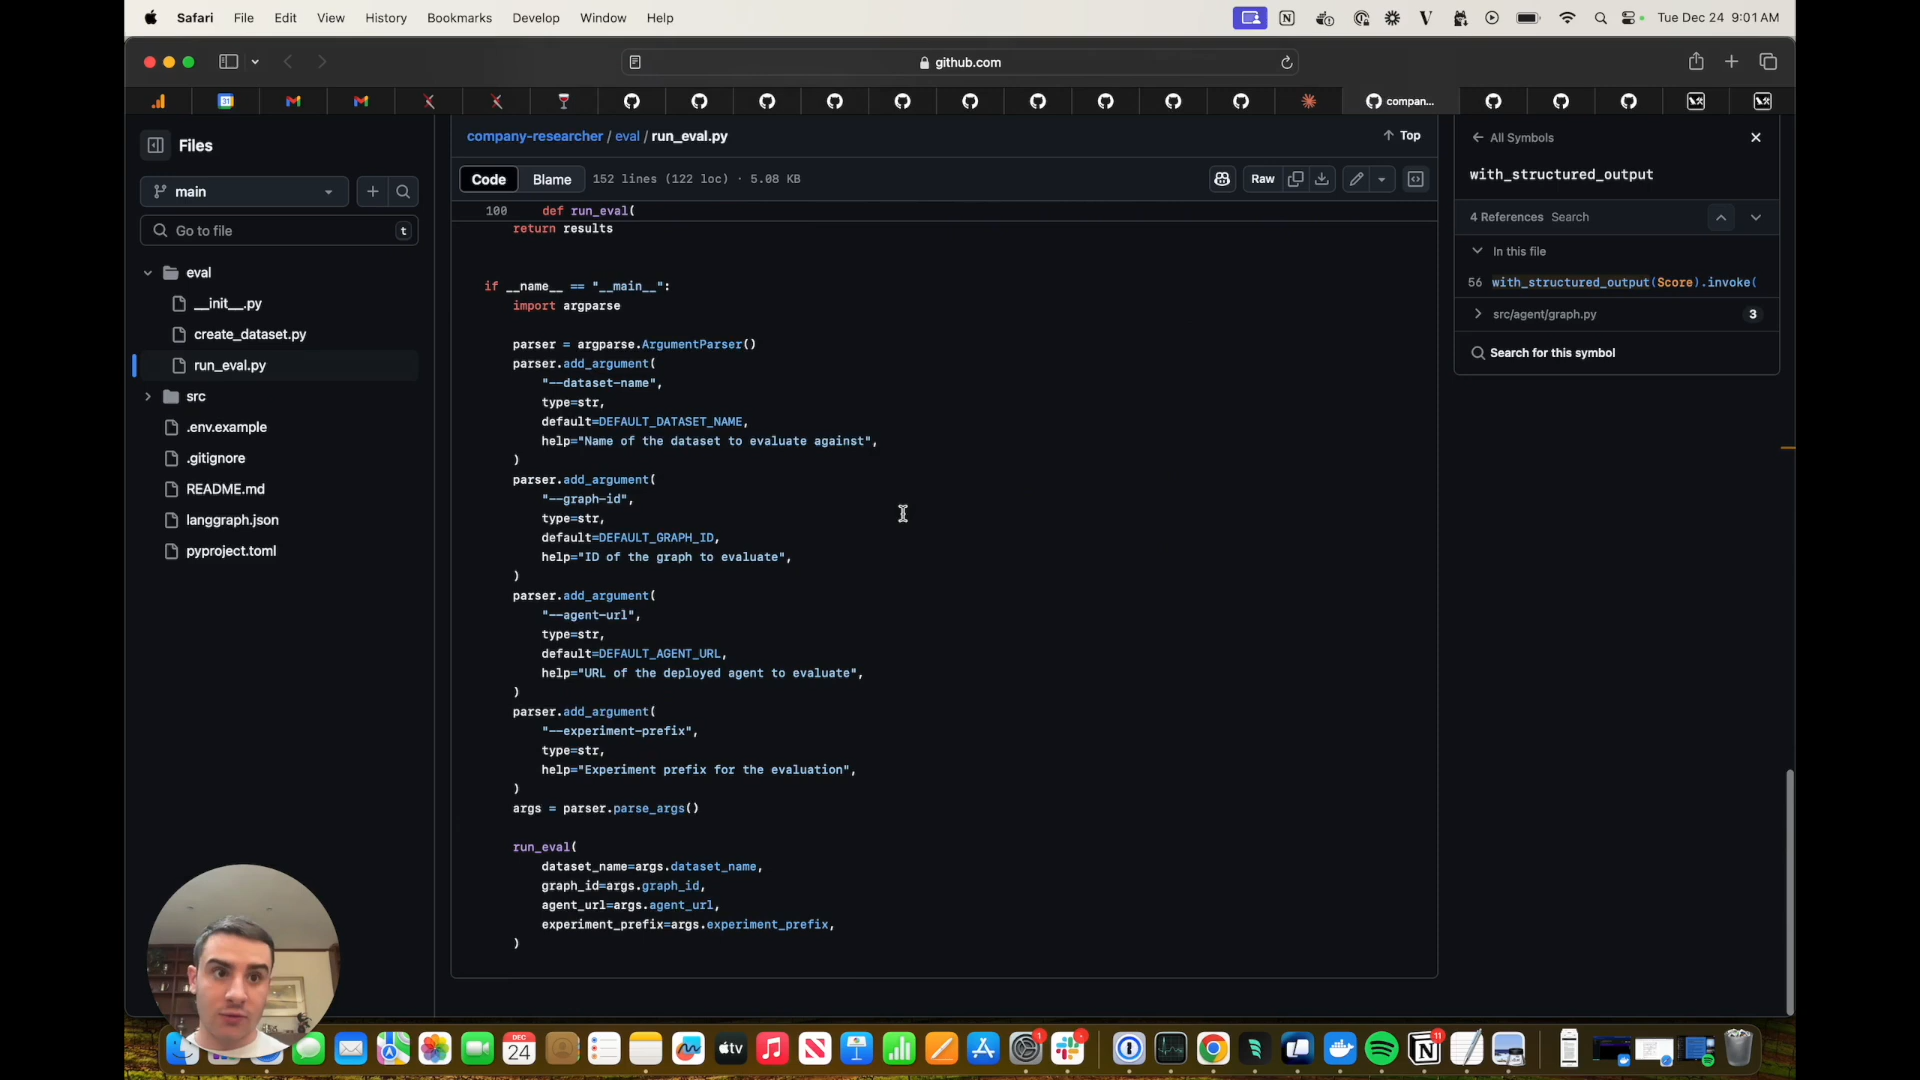 Safari File Edit View History Bookmarks Develop Window Help
Tue Dec 24 9:01 AM
github.com
31
compan...
Files
main
Go to file
t
eval
__init__.py
create_dataset.py
run_eval.py
src
.env.example
.gitignore
README.md
langgraph.json
pyproject.toml
company-researcher / eval / run_eval.py
Top
Code Blame 152 lines (122 loc) · 5.08 KB
Raw
100 def run_eval(
return results
if __name__ == "__main__":
import argparse
parser = argparse.ArgumentParser()
parser.add_argument(
"--dataset-name",
type=str,
default=DEFAULT_DATASET_NAME,
help="Name of the dataset to evaluate against",
)
parser.add_argument(
"--graph-id",
type=str,
default=DEFAULT_GRAPH_ID,
help="ID of the graph to evaluate",
)
parser.add_argument(
"--agent-url",
type=str,
default=DEFAULT_AGENT_URL,
help="URL of the deployed agent to evaluate",
)
parser.add_argument(
"--experiment-prefix",
type=str,
help="Experiment prefix for the evaluation",
)
args = parser.parse_args()
run_eval(
dataset_name=args.dataset_name,
graph_id=args.graph_id,
agent_url=args.agent_url,
experiment_prefix=args.experiment_prefix,
)
All Symbols
with_structured_output
4 References Search
In this file
56 with_structured_output(Score).invoke(
src/agent/graph.py 3
Search for this symbol
DEC
24
tv
1
11